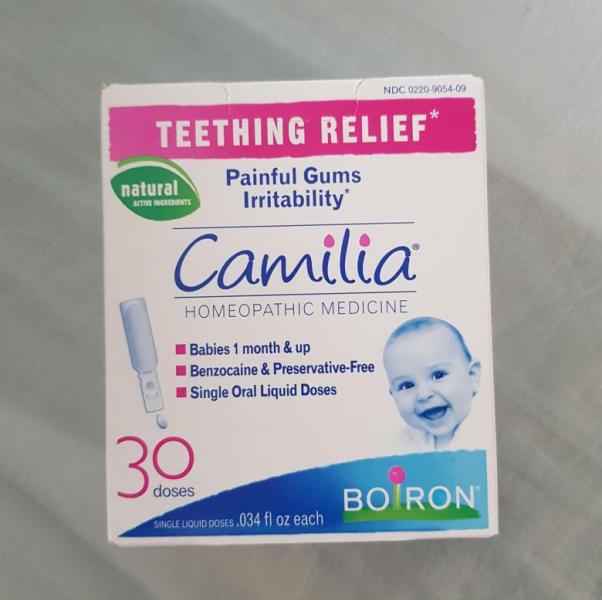 NDC 0220-9054-09
TEETHING RELIEF*
natural
ACTIVE INGREDIENTS
Painful Gums
Irritability*
Camilia®
HOMEOPATHIC MEDICINE
Babies 1 month & up
Benzocaine & Preservative-Free
Single Oral Liquid Doses
30
doses
BOIRON®
SINGLE LIQUID DOSES .034 fl oz each